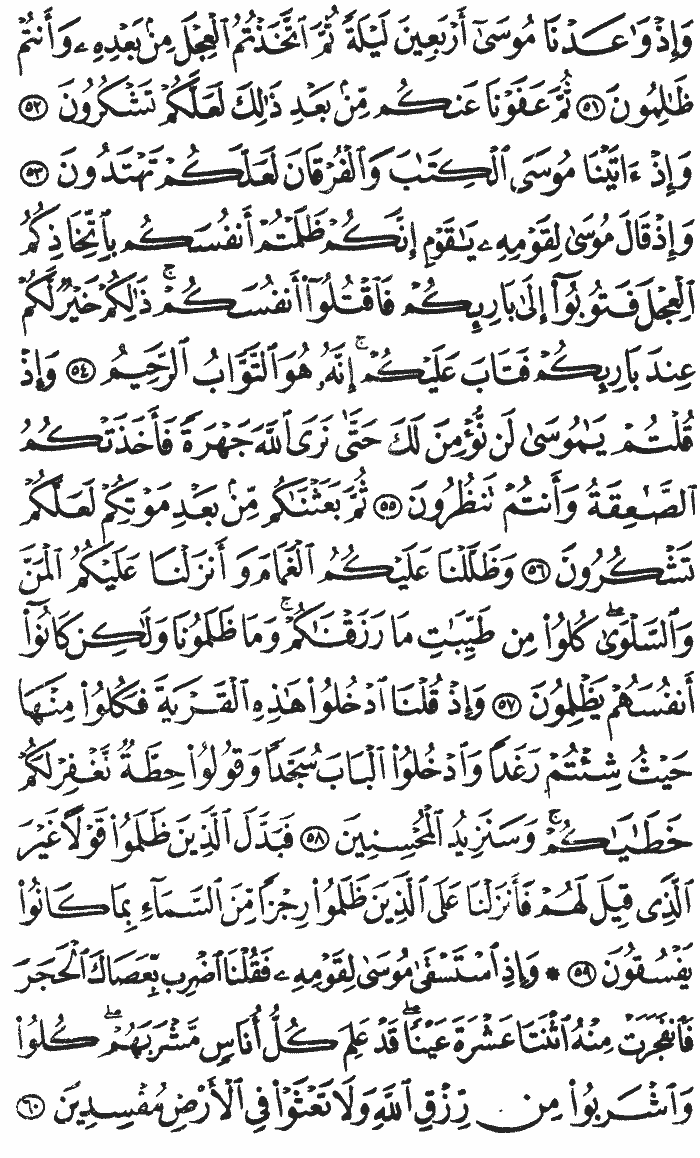 وَإِذْ وَٰعَدْنَا مُوسَىٰٓ أَرْبَعِينَ لَيْلَةً ثُمَّ ٱتَّخَذْتُمُ ٱلْعِجْلَ مِنۢ بَعْدِهِۦ وَأَنتُمْ
ظَٰلِمُونَ ٥١ ثُمَّ عَفَوْنَا عَنكُم مِّنۢ بَعْدِ ذَٰلِكَ لَعَلَّكُمْ تَشْكُرُونَ ٥٢
وَإِذْ ءَاتَيْنَا مُوسَى ٱلْكِتَٰبَ وَٱلْفُرْقَانَ لَعَلَّكُمْ تَهْتَدُونَ ٥٣
وَإِذْ قَالَ مُوسَىٰ لِقَوْمِهِۦ يَٰقَوْمِ إِنَّكُمْ ظَلَمْتُمْ أَنفُسَكُم بِٱتِّخَاذِكُمُ
ٱلْعِجْلَ فَتُوبُوٓا۟ إِلَىٰ بَارِئِكُمْ فَٱقْتُلُوٓا۟ أَنفُسَكُمْ ۚ ذَٰلِكُمْ خَيْرٌ لَّكُمْ
عِندَ بَارِئِكُمْ فَتَابَ عَلَيْكُمْ ۚ إِنَّهُۥ هُوَ ٱلتَّوَّابُ ٱلرَّحِيمُ ٥٤ وَإِذْ
قُلْتُمْ يَٰمُوسَىٰ لَن نُّؤْمِنَ لَكَ حَتَّىٰ نَرَى ٱللَّهَ جَهْرَةً فَأَخَذَتْكُمُ
ٱلصَّٰعِقَةُ وَأَنتُمْ تَنظُرُونَ ٥٥ ثُمَّ بَعَثْنَٰكُم مِّنۢ بَعْدِ مَوْتِكُمْ لَعَلَّكُمْ
تَشْكُرُونَ ٥٦ وَظَلَّلْنَا عَلَيْكُمُ ٱلْغَمَامَ وَأَنزَلْنَا عَلَيْكُمُ ٱلْمَنَّ
وَٱلسَّلْوَىٰ ۖ كُلُوا۟ مِن طَيِّبَٰتِ مَا رَزَقْنَٰكُمْ ۚ وَمَا ظَلَمُونَا وَلَٰكِن كَانُوٓا۟
أَنفُسَهُمْ يَظْلِمُونَ ٥٧ وَإِذْ قُلْنَا ٱدْخُلُوا۟ هَٰذِهِ ٱلْقَرْيَةَ فَكُلُوا۟ مِنْهَا
حَيْثُ شِئْتُمْ رَغَدًا وَٱدْخُلُوا۟ ٱلْبَابَ سُجَّدًا وَقُولُوا۟ حِطَّةٌ نَّغْفِرْ لَكُمْ
خَطَٰيَٰكُمْ ۚ وَسَنَزِيدُ ٱلْمُحْسِنِينَ ٥٨ فَبَدَّلَ ٱلَّذِينَ ظَلَمُوا۟ قَوْلًا غَيْرَ
ٱلَّذِى قِيلَ لَهُمْ فَأَنزَلْنَا عَلَى ٱلَّذِينَ ظَلَمُوا۟ رِجْزًا مِّنَ ٱلسَّمَآءِ بِمَا كَانُوا۟
يَفْسُقُونَ ٥٩ * وَإِذِ ٱسْتَسْقَىٰ مُوسَىٰ لِقَوْمِهِۦ فَقُلْنَا ٱضْرِب بِّعَصَاكَ ٱلْحَجَرَ
فَٱنفَجَرَتْ مِنْهُ ٱثْنَتَا عَشْرَةَ عَيْنًا ۖ قَدْ عَلِمَ كُلُّ أُنَاسٍ مَّشْرَبَهُمْ ۖ كُلُوا۟
وَٱشْرَبُوا۟ مِن رِّزْقِ ٱللَّهِ وَلَا تَعْثَوْا۟ فِى ٱلْأَرْضِ مُفْسِدِينَ ٦٠